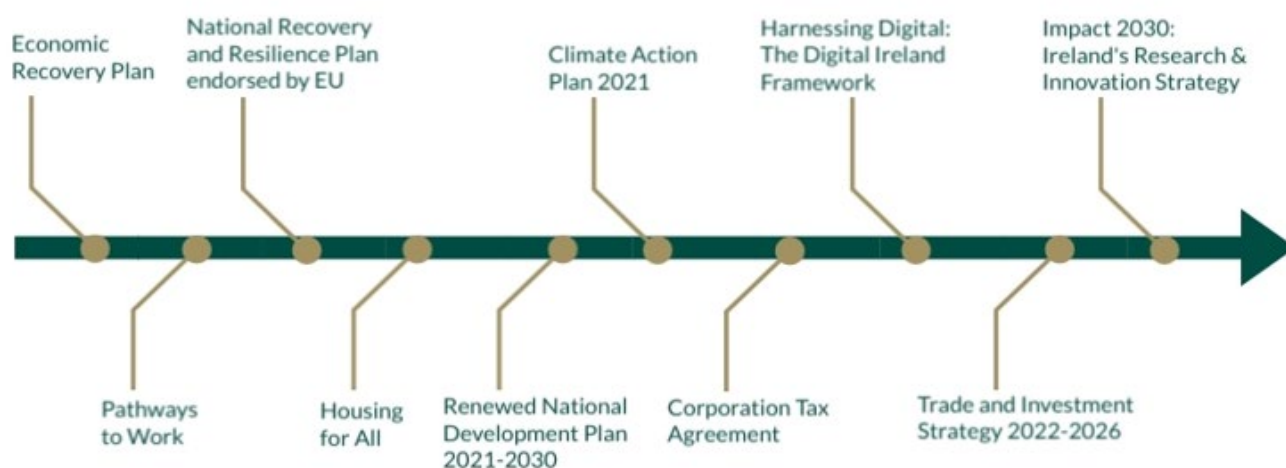 Economic
Recovery Plan
National Recovery
and Resilience Plan
endorsed by EU
Climate Action
Plan 2021
Harnessing Digital:
The Digital Ireland
Framework
Impact 2030:
Ireland's Research &
Innovation Strategy
Pathways
to Work
Housing
for All
Renewed National
Development Plan
2021-2030
Corporation Tax
Agreement
Trade and Investment
Strategy 2022-2026